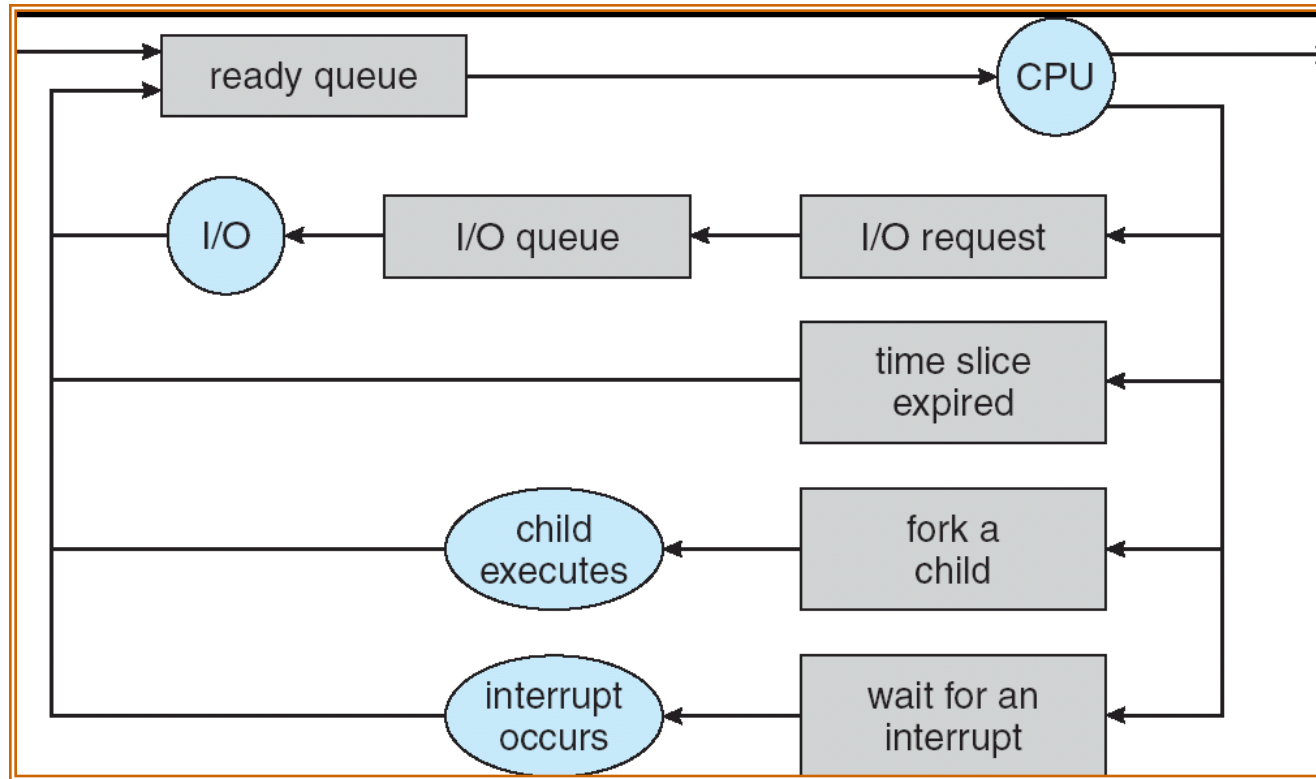 ready queue
CPU
I/O
I/O queue
I/O request
time slice
expired
child
executes
fork a
child
interrupt
occurs
wait for an
interrupt